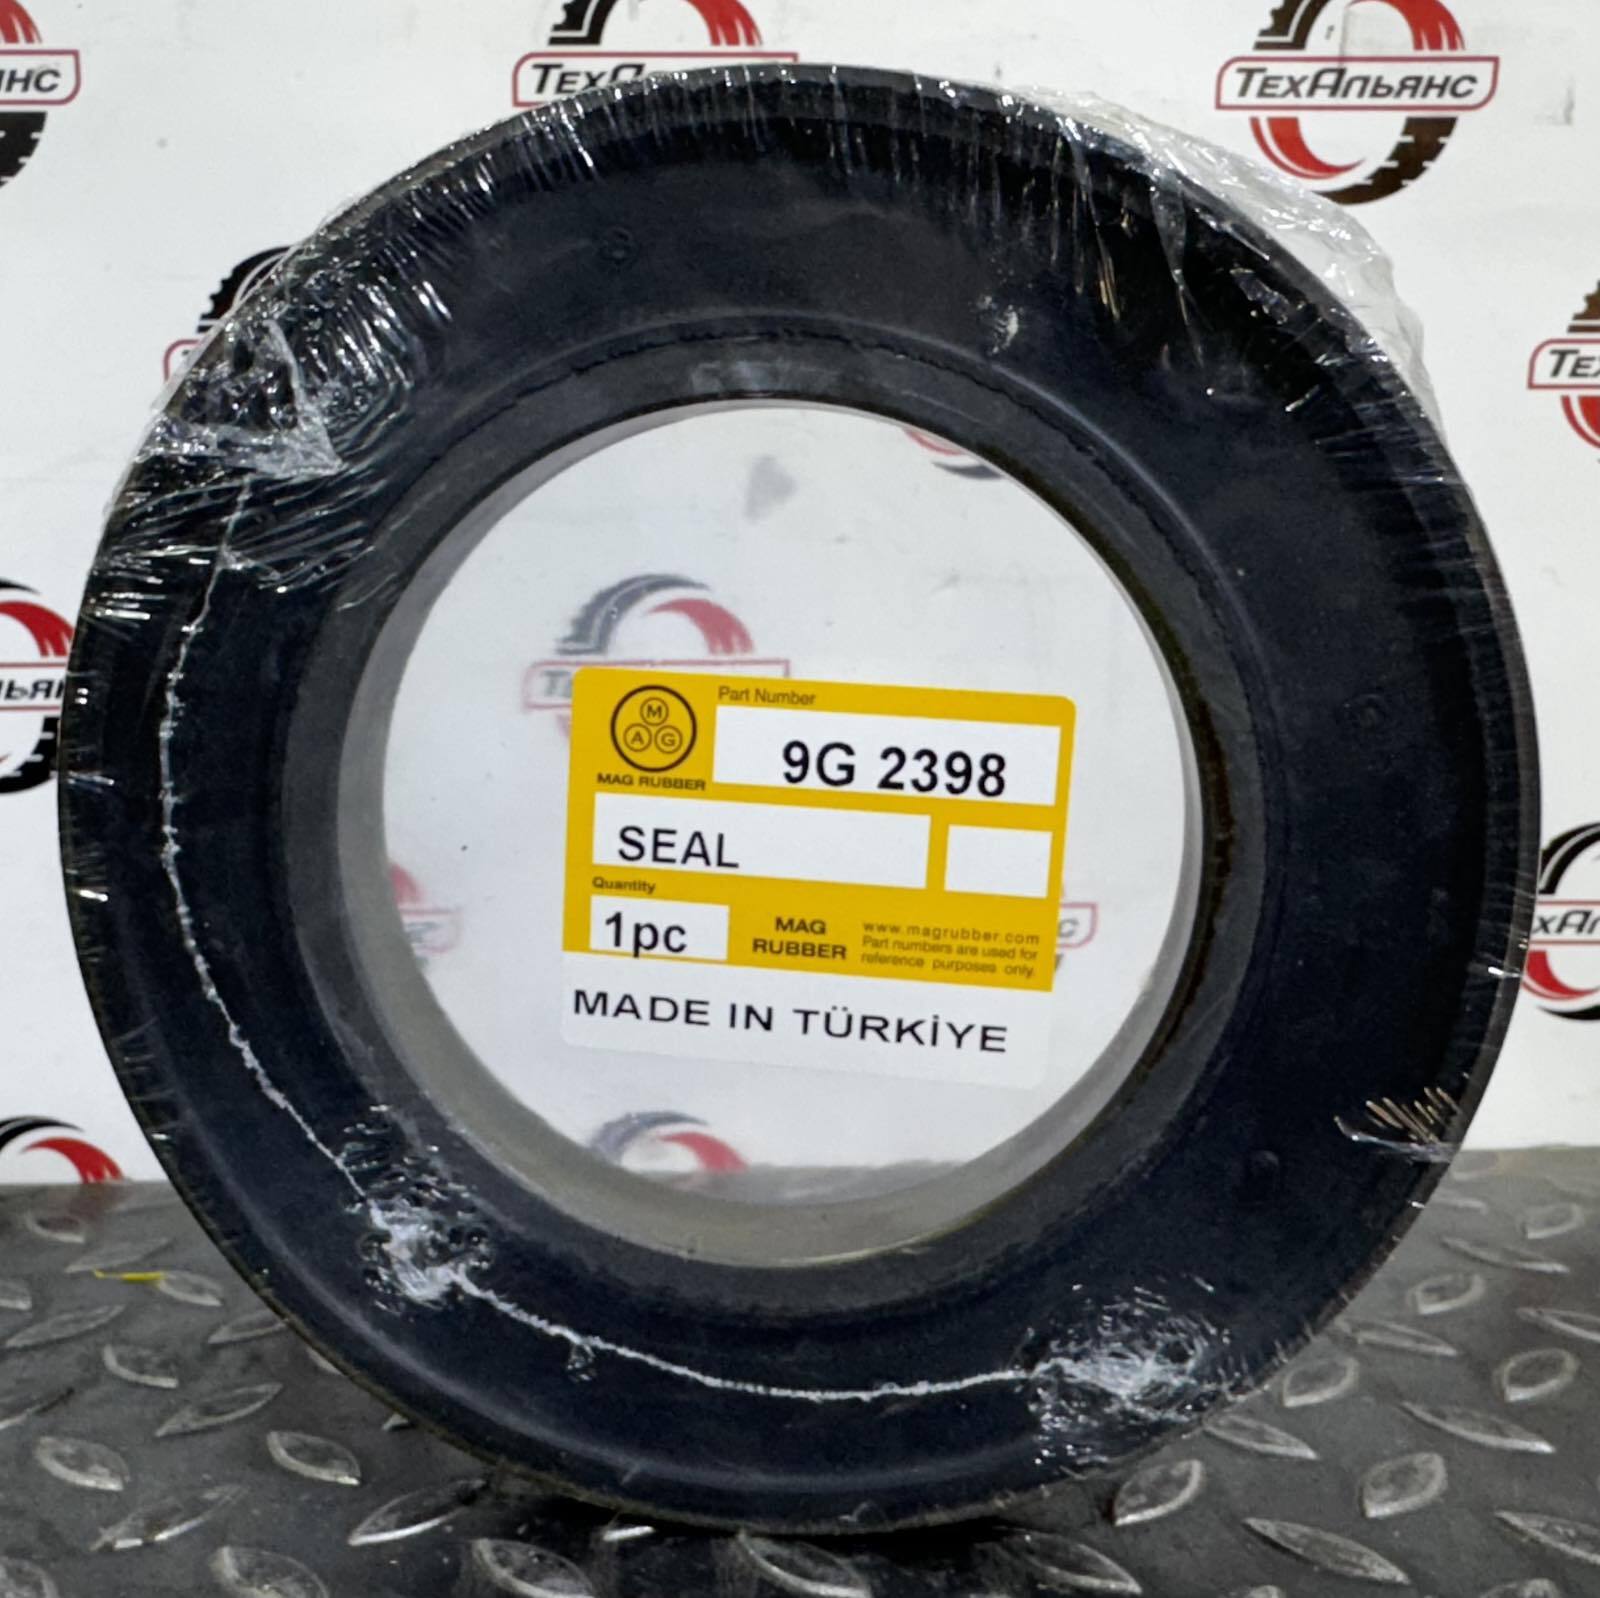 ТехАльянс
ТехАльянс
Part Number
M
A G
MAG RUBBER
9G 2398
SEAL
Quantity
1pc
MAG
RUBBER
www.magrubber.com
Part numbers are used for
reference purposes only.
MADE IN TÜRKİYE